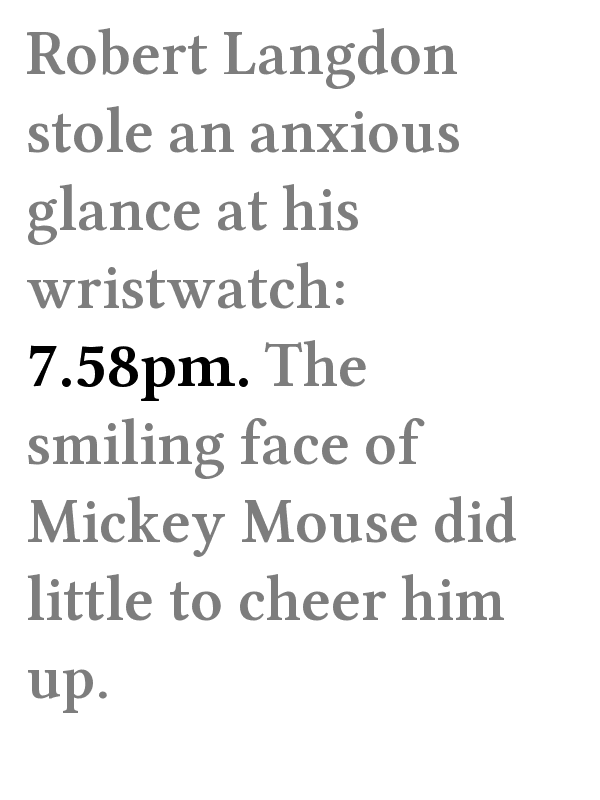 Robert Langdon
stole an anxious
glance at his
wristwatch:
7.58pm. The
smiling face of
Mickey Mouse did
little to cheer him
up.